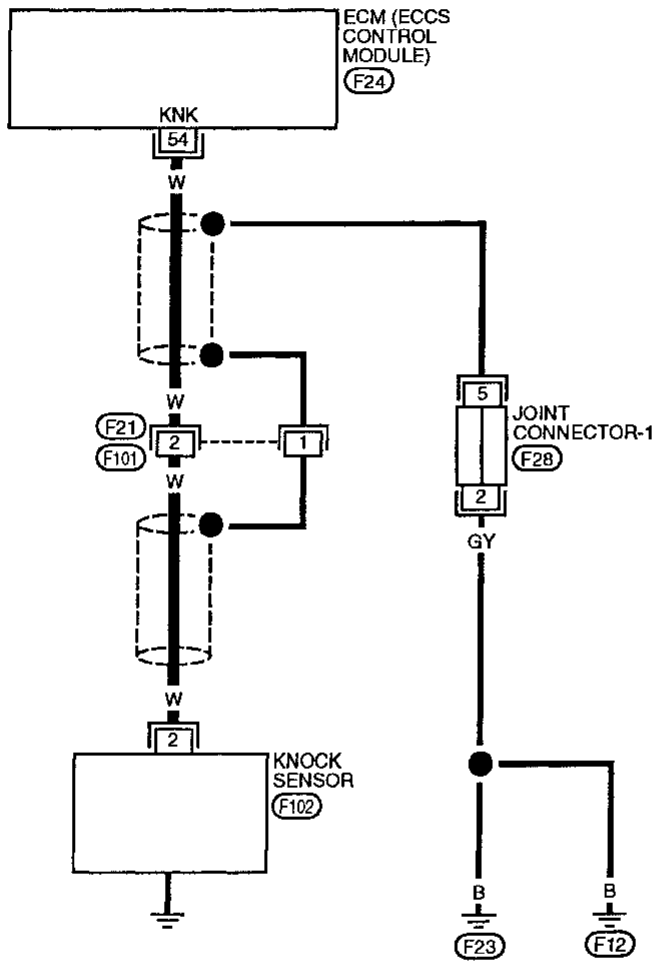 ECM (ECCS
CONTROL
MODULE)
F24
KNK
54
W
W
5
JOINT
CONNECTOR-1
F28
F21
F101
2
1
W
2
GY
W
2
KNOCK
SENSOR
F102
B
B
F23
F12